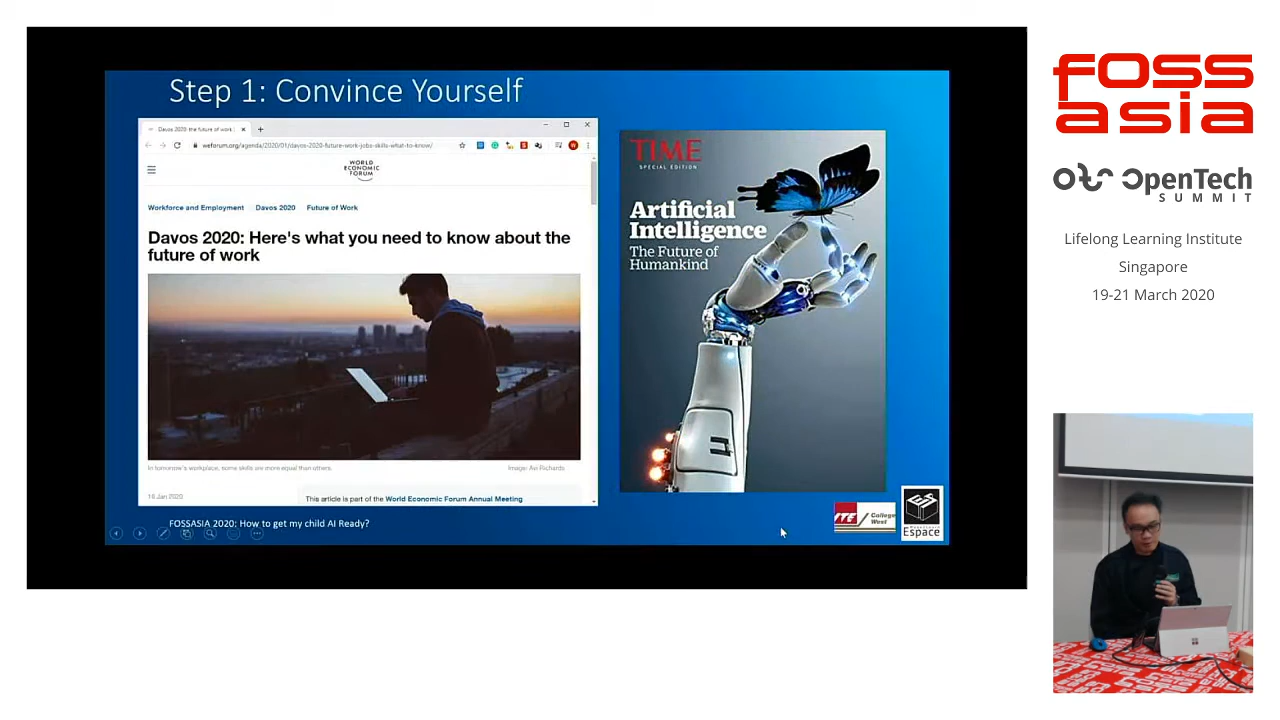 Step 1: Convince Yourself
Davos 2020: the future of work
weforum.org/agenda/2020/01/davos-2020-future-work-jobs-skills-what-to-know/
WORLD
ECONOMIC
FORUM
Workforce and Employment Davos 2020 Future of Work
Davos 2020: Here's what you need to know about the
future of work
In tomorrow's workplace, some skills are more equal than others.
Image: Avi Richards
This article is part of the World Economic Forum Annual Meeting
TIME
SPECIAL EDITION
Artificial
Intelligence
The Future of
Humankind
FOSSASIA 2020: How to get my child AI Ready?
ITE College
West
Espace
FOSS
ASIA
OpenTech
SUMMIT
Lifelong Learning Institute
Singapore
19-21 March 2020